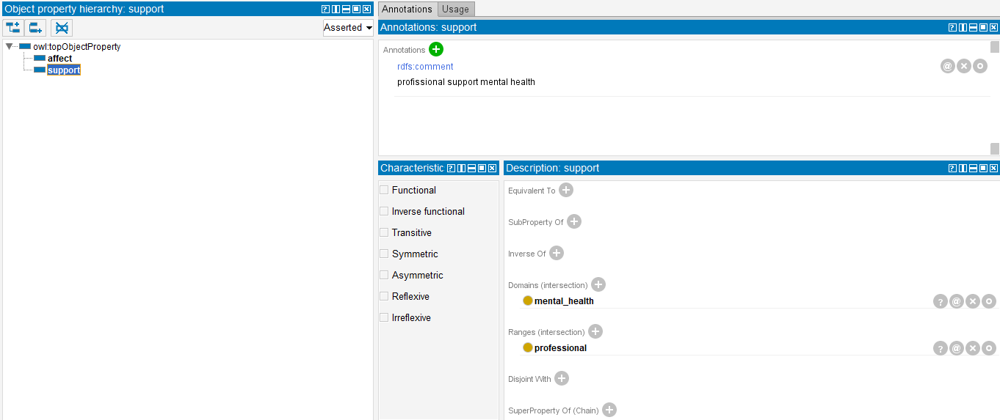 Object property hierarchy: support
Asserted
owl:topObjectProperty
affect
support
Annotations Usage
Annotations: support
Annotations
rdfs:comment
profissional support mental health
Characteristic
Functional
Inverse functional
Transitive
Symmetric
Asymmetric
Reflexive
Irreflexive
Description: support
Equivalent To
SubProperty Of
Inverse Of
Domains (intersection)
mental_health
Ranges (intersection)
professional
Disjoint With
SuperProperty Of (Chain)